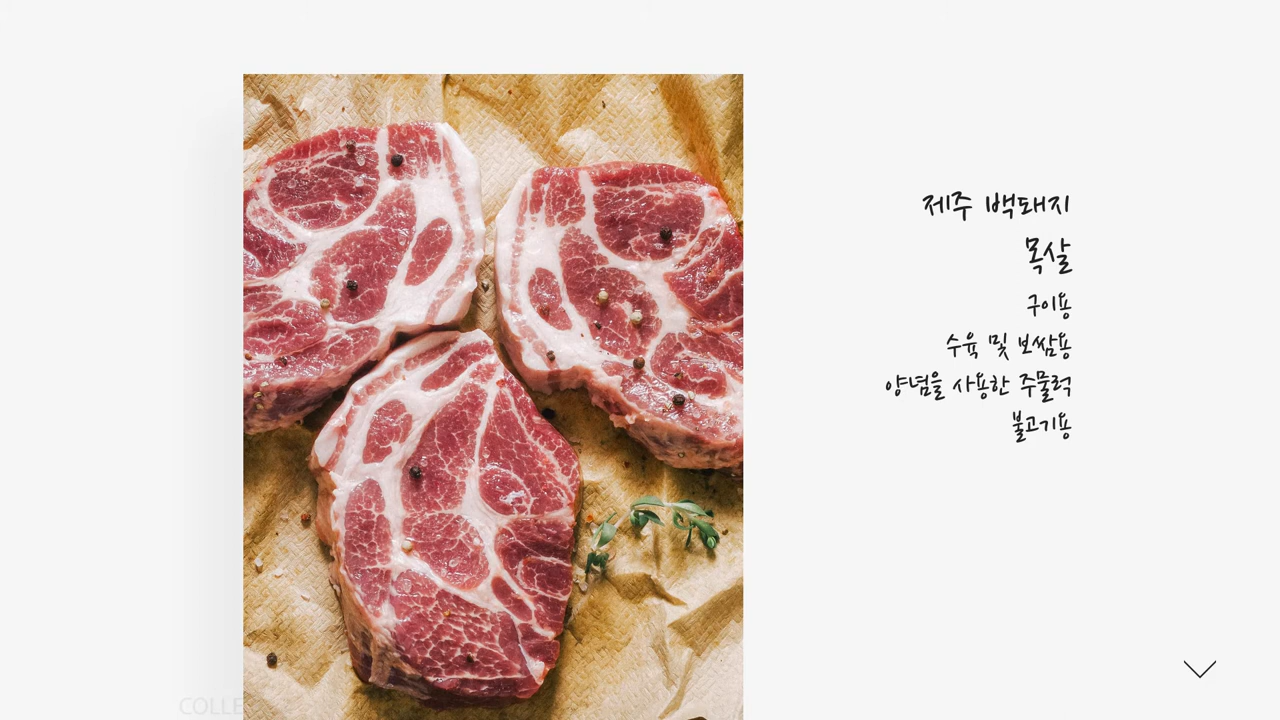 제주 백돼지
목살
구이용
수육 및 보쌈용
양념을 사용한 주물럭
불고기용
COLLE